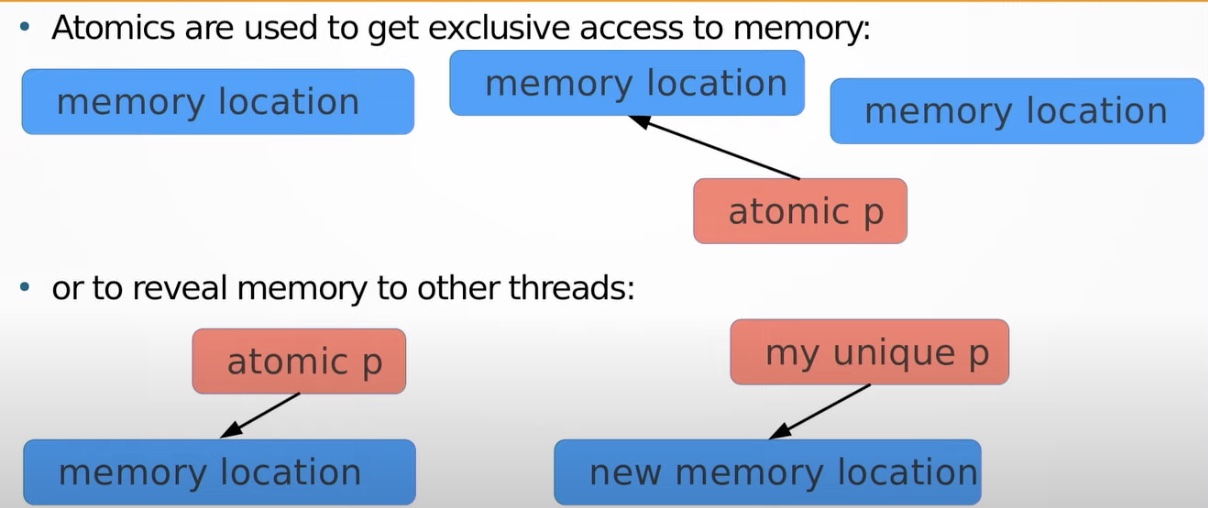 • Atomics are used to get exclusive access to memory:
memory location
memory location
memory location
atomic p
• or to reveal memory to other threads:
atomic p
my unique p
memory location
new memory location